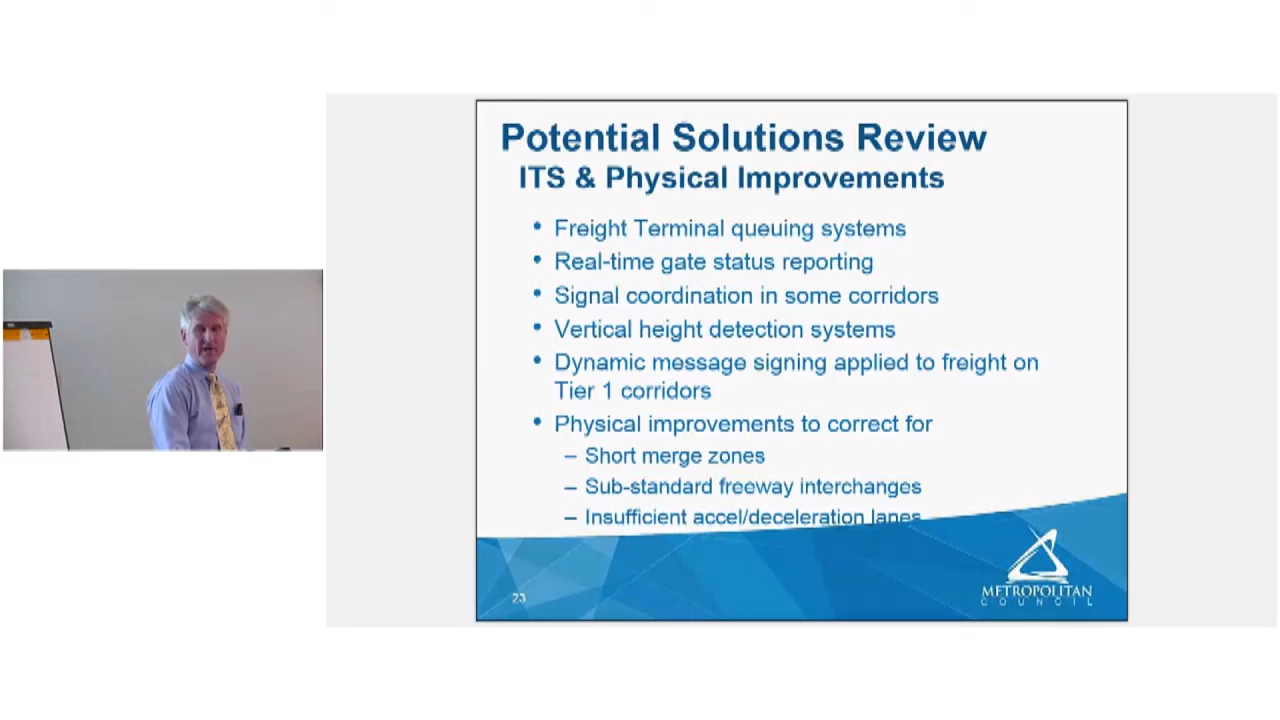 Potential Solutions Review
ITS & Physical Improvements
• Freight Terminal queuing systems
• Real-time gate status reporting
• Signal coordination in some corridors
• Vertical height detection systems
• Dynamic message signing applied to freight on
Tier 1 corridors
• Physical improvements to correct for
– Short merge zones
– Sub-standard freeway interchanges
– Insufficient accel/deceleration lanes
23
METROPOLITAN
COUNCIL